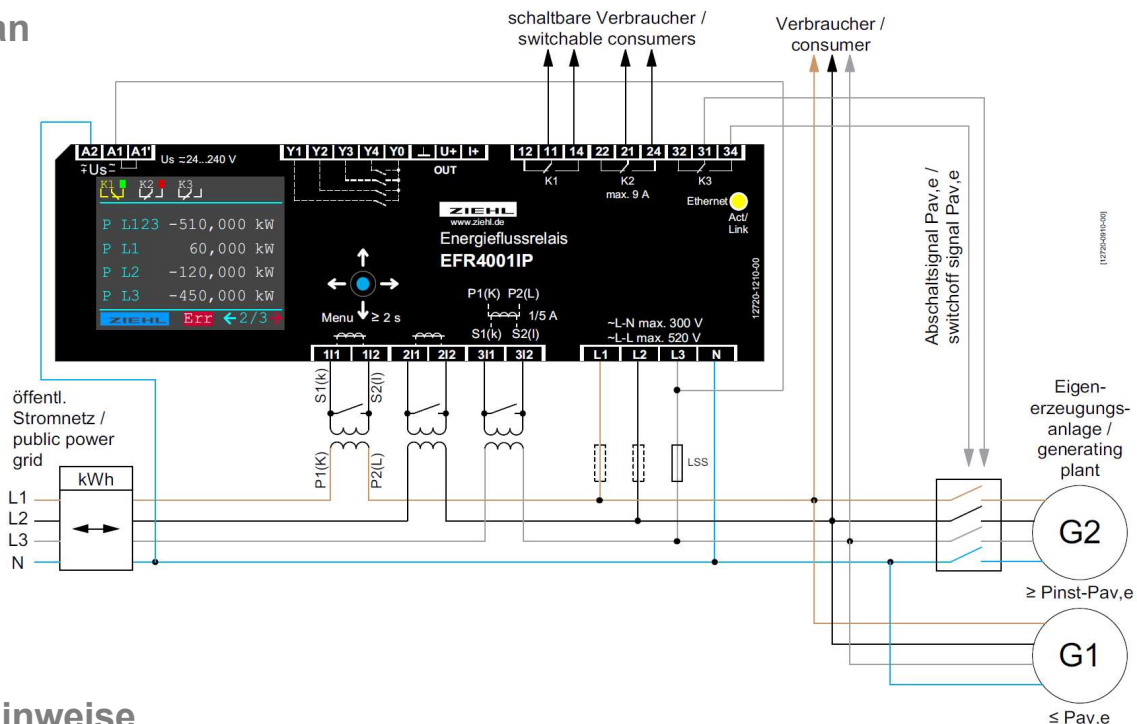 an
schaltbare Verbraucher /
switchable consumers
Verbraucher /
consumer
A2 A1 A1'
Us =24...240 V
Us
Y1 Y2 Y3 Y4 Y0 ⊥ U+ I+
OUT
12 11 14 22 21 24 32 31 34
K1 K2 K3
max. 9 A
K1 K2 K3
P L123 -510,000 kW
P L1 60,000 kW
P L2 -120,000 kW
P L3 -450,000 kW
ZIEHL Err ←2/3→
ZIEHL
www.ziehl.de
Energieflussrelais
EFR4001IP
Ethernet
Act/
Link
12720-1210-00
Menu ≥ 2 s
P1(K) P2(L)
1/5 A
S1(k) S2(l)
~L-N max. 300 V
~L-L max. 520 V
1I1 1I2 2I1 2I2 3I1 3I2 L1 L2 L3 N
S1(k) S2(l)
P1(K) P2(L)
LSS
Abschaltsignal Pav,e /
switchoff signal Pav,e
[12720-0910-00]
öffentl.
Stromnetz /
public power
grid
kWh
L1
L2
L3
N
Eigen-
erzeugungs-
anlage /
generating
plant
G2
≥ Pinst-Pav,e
G1
≤ Pav,e
inweise